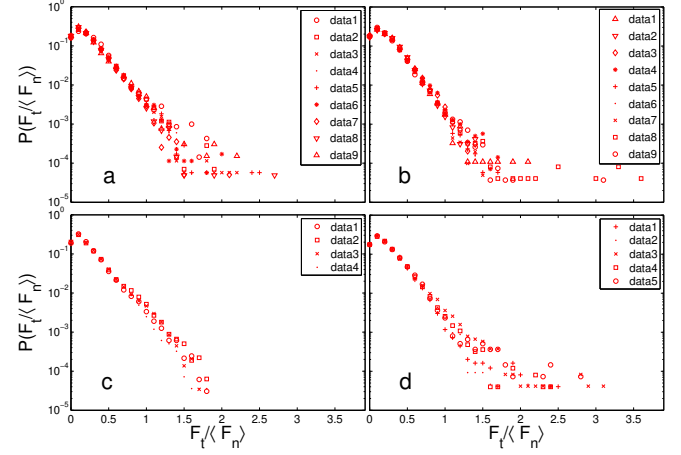 10^0
10^-1
10^-2
10^-3
10^-4
10^-5
P(F_t/⟨ F_n⟩)
a
data1
data2
data3
data4
data5
data6
data7
data8
data9
b
data1
data2
data3
data4
data5
data6
data7
data8
data9
10^0
10^-1
10^-2
10^-3
10^-4
10^-5
P(F_t/⟨ F_n⟩)
c
data1
data2
data3
data4
d
data1
data2
data3
data4
data5
0 0.5 1 1.5 2 2.5 3 3.5
0 0.5 1 1.5 2 2.5 3 3.5
F_t/⟨ F_n⟩
F_t/⟨ F_n⟩